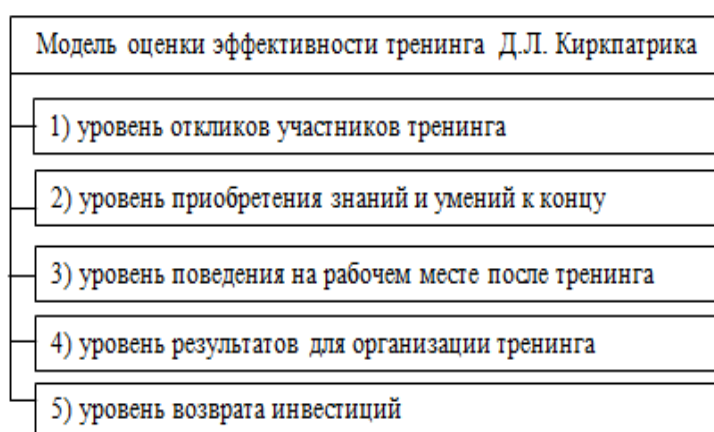 Модель оценки эффективности тренинга Д.Л. Киркпатрика
1) уровень откликов участников тренинга
2) уровень приобретения знаний и умений к концу
3) уровень поведения на рабочем месте после тренинга
4) уровень результатов для организации тренинга
5) уровень возврата инвестиций